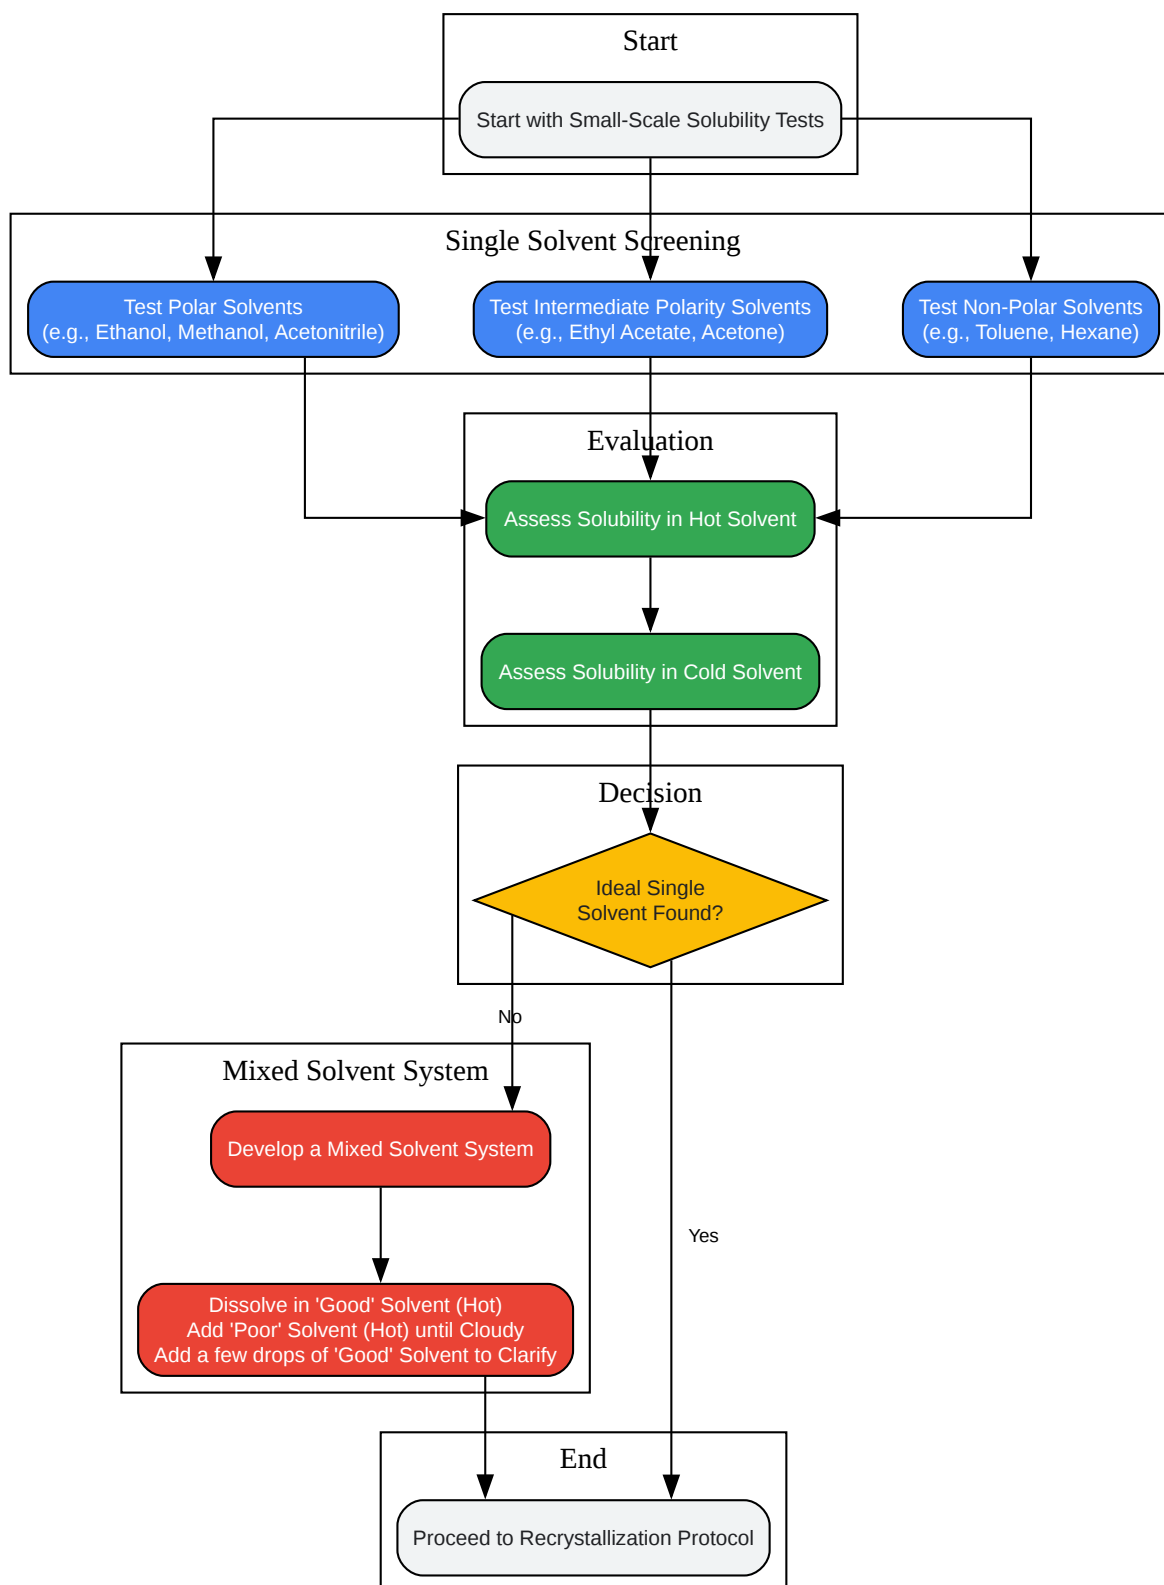 Start
Start with Small-Scale Solubility Tests
Single Solvent Screening
Test Polar Solvents
(e.g., Ethanol, Methanol, Acetonitrile)
Test Intermediate Polarity Solvents
(e.g., Ethyl Acetate, Acetone)
Test Non-Polar Solvents
(e.g., Toluene, Hexane)
Evaluation
Assess Solubility in Hot Solvent
Assess Solubility in Cold Solvent
Decision
Ideal Single
Solvent Found?
No
Mixed Solvent System
Develop a Mixed Solvent System
Yes
Dissolve in 'Good' Solvent (Hot)
Add 'Poor' Solvent (Hot) until Cloudy
Add a few drops of 'Good' Solvent to Clarify
End
Proceed to Recrystallization Protocol